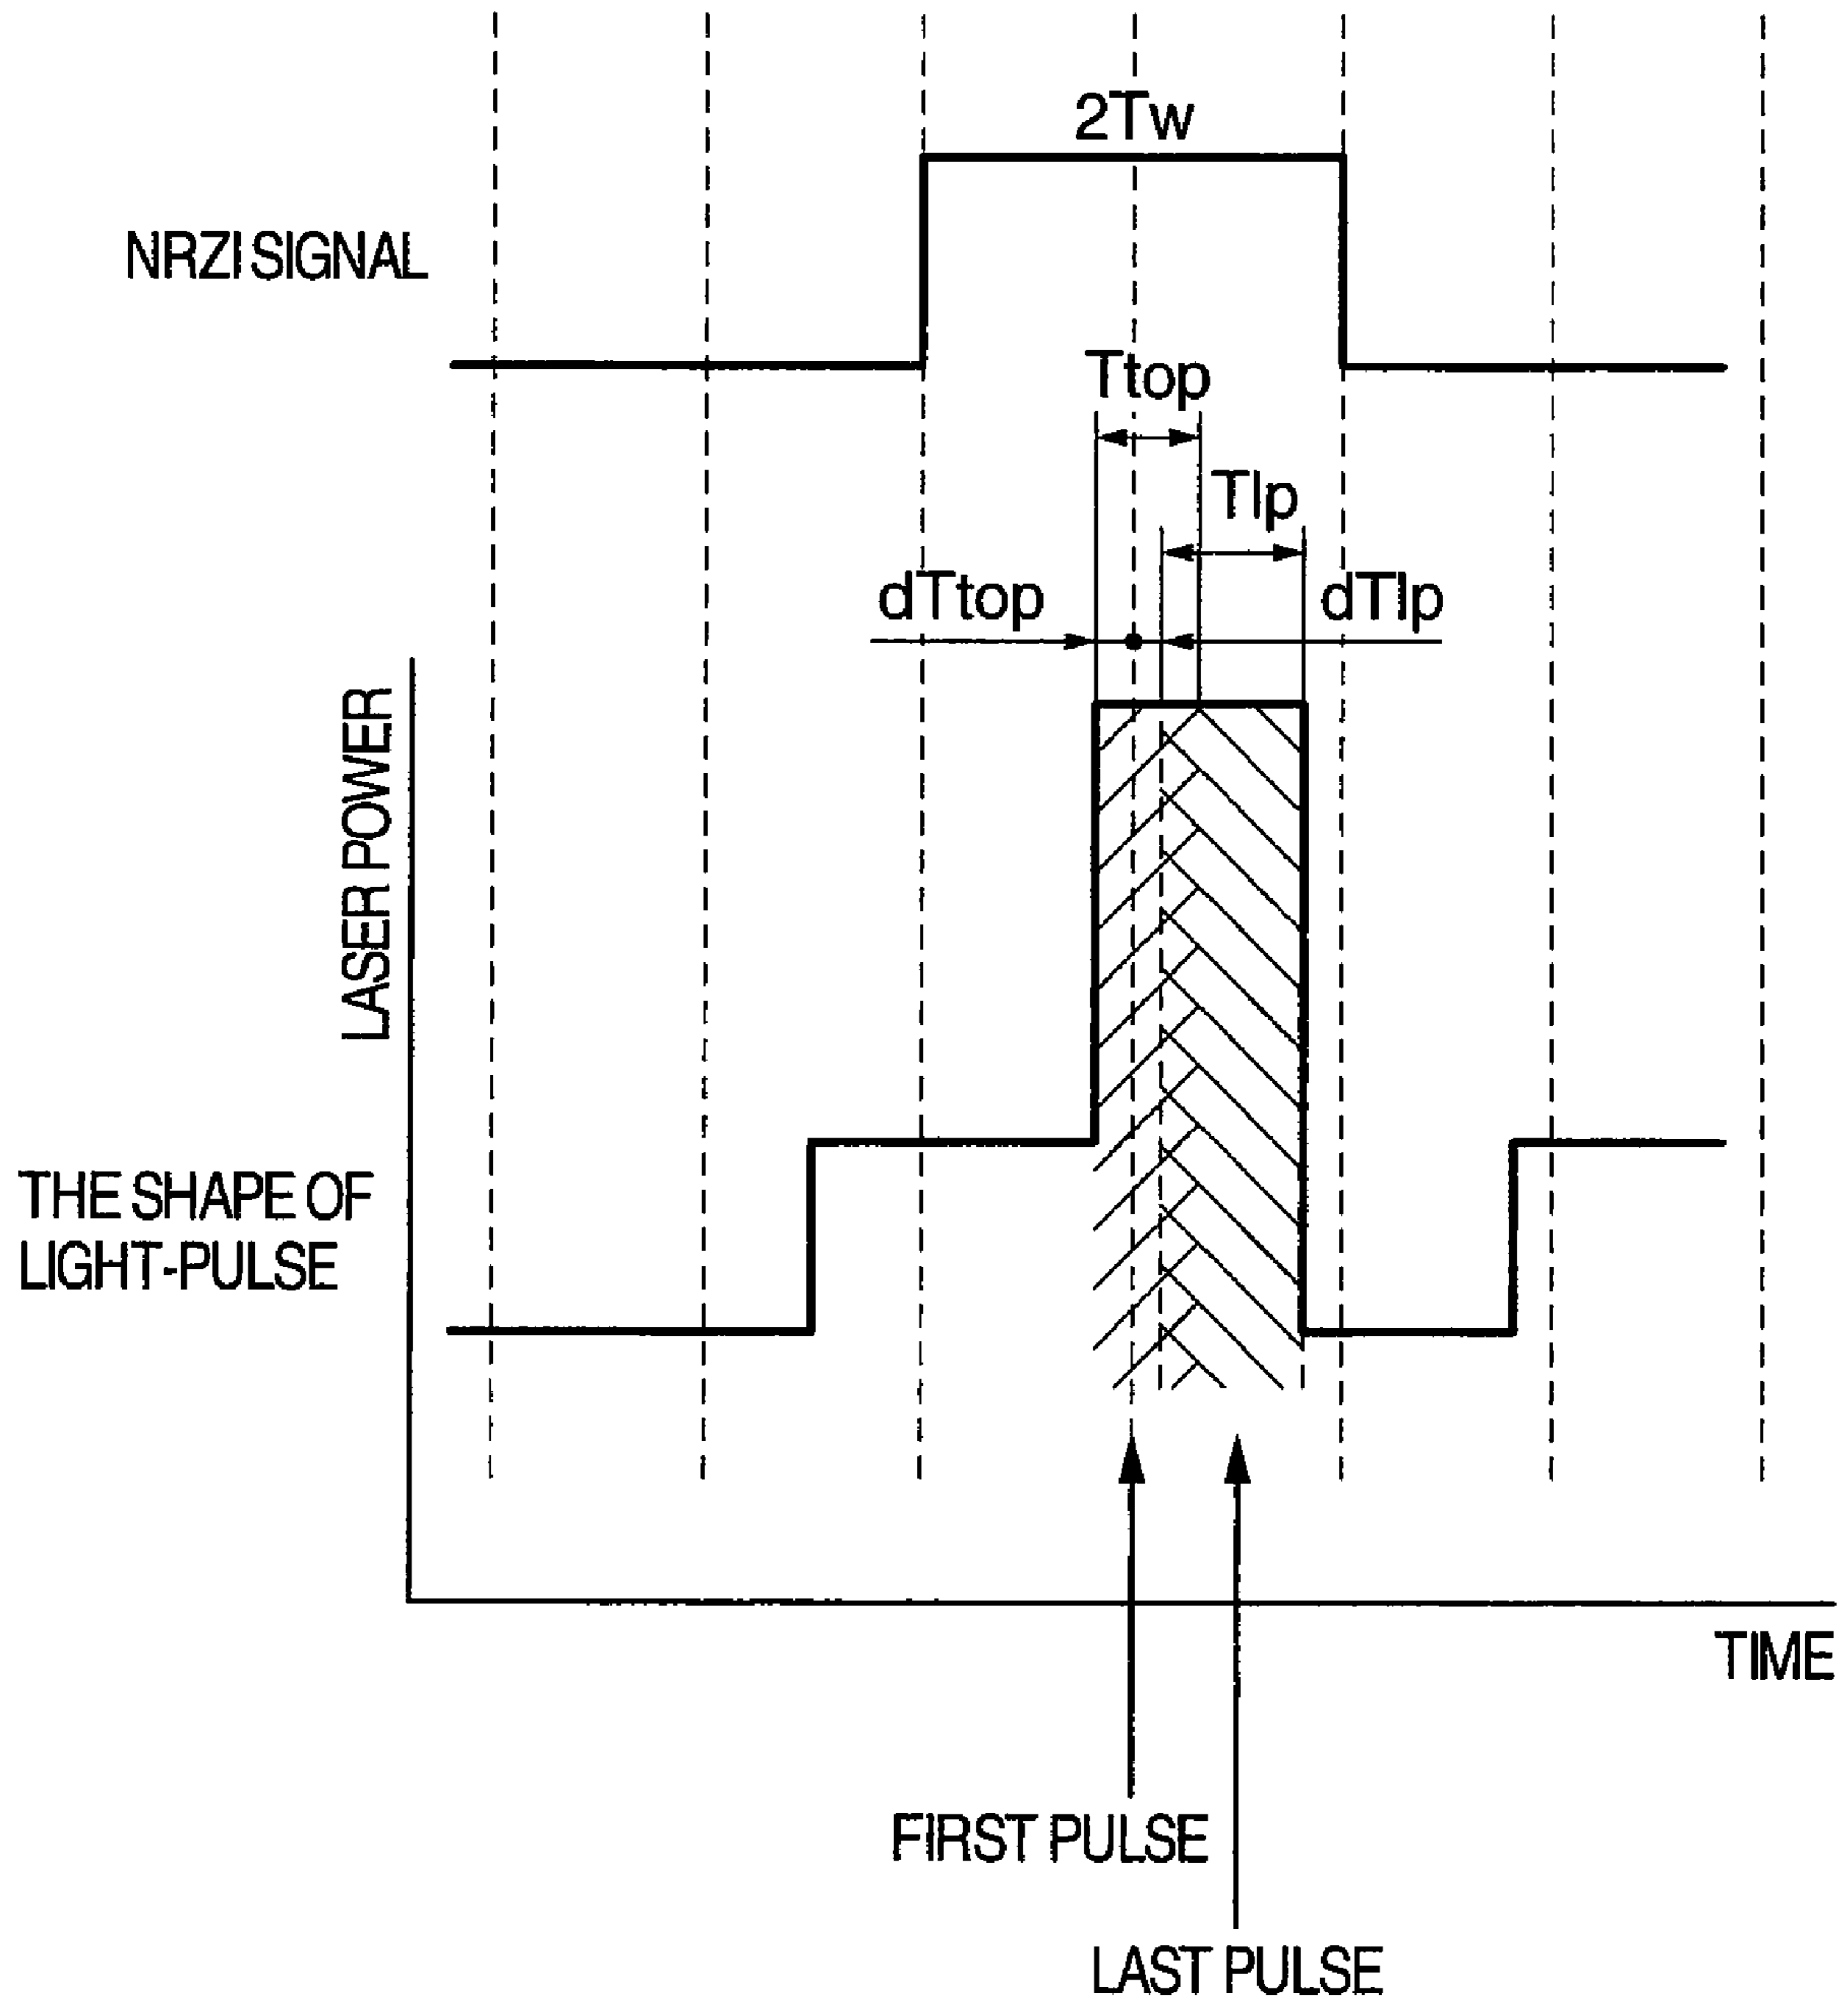 2Tw
NRZI SIGNAL
Ttop
Tlp
dTtop
dTlp
LASER POWER
THE SHAPE OF
LIGHT-PULSE
TIME
FIRST PULSE
LAST PULSE